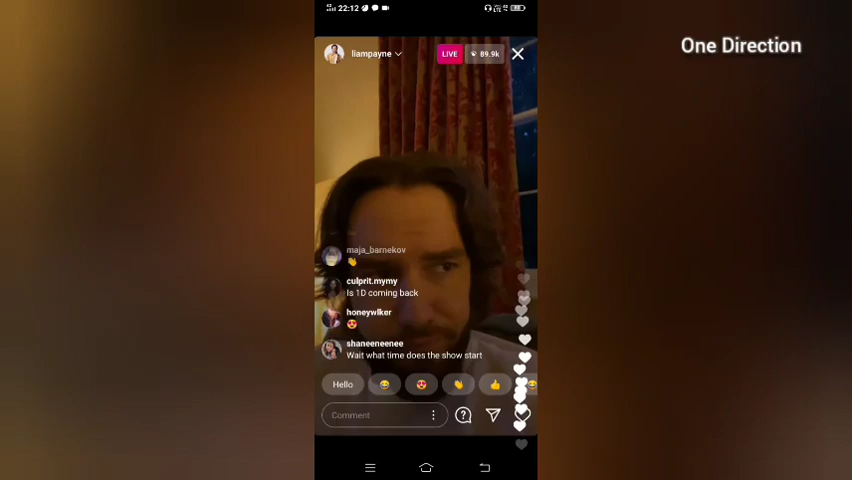 22:12
One Direction
liampayne
LIVE
89.9k
maja_barnekov
culprit.mymy
Is 1D coming back
honeywlker
shaneeneenee
Wait what time does the show start
Hello
Comment